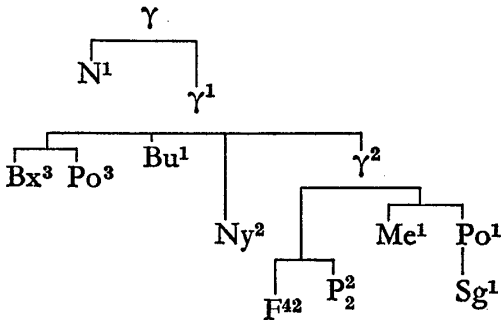 γ
N¹
γ¹
Bx³ Po³ Bu¹ γ²
Ny² Me¹ Po¹
F⁴² P²₂ Sg¹